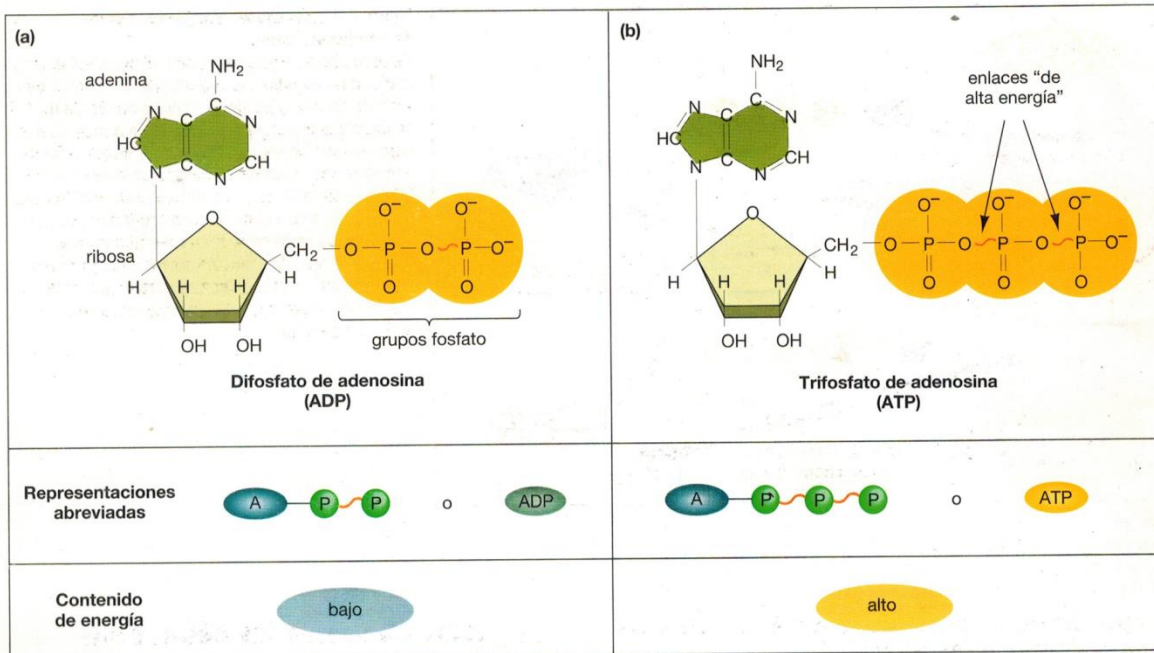 (a)
adenina
NH₂
N
C
C
N
HC
C
CH
N
N
O
ribosa
CH₂
H
H
H
H
OH
OH
O
O⁻
P
O
O
O⁻
P
O⁻
O
grupos fosfato
Difosfato de adenosina
(ADP)
(b)
enlaces “de
alta energía”
NH₂
N
C
C
N
HC
C
CH
N
N
O
CH₂
H
H
H
H
OH
OH
O
O⁻
P
O
O
O⁻
P
O
O
O⁻
P
O⁻
O
Trifosfato de adenosina
(ATP)
Representaciones
abreviadas
A P P o ADP
A P P P o ATP
Contenido
de energía
bajo
alto